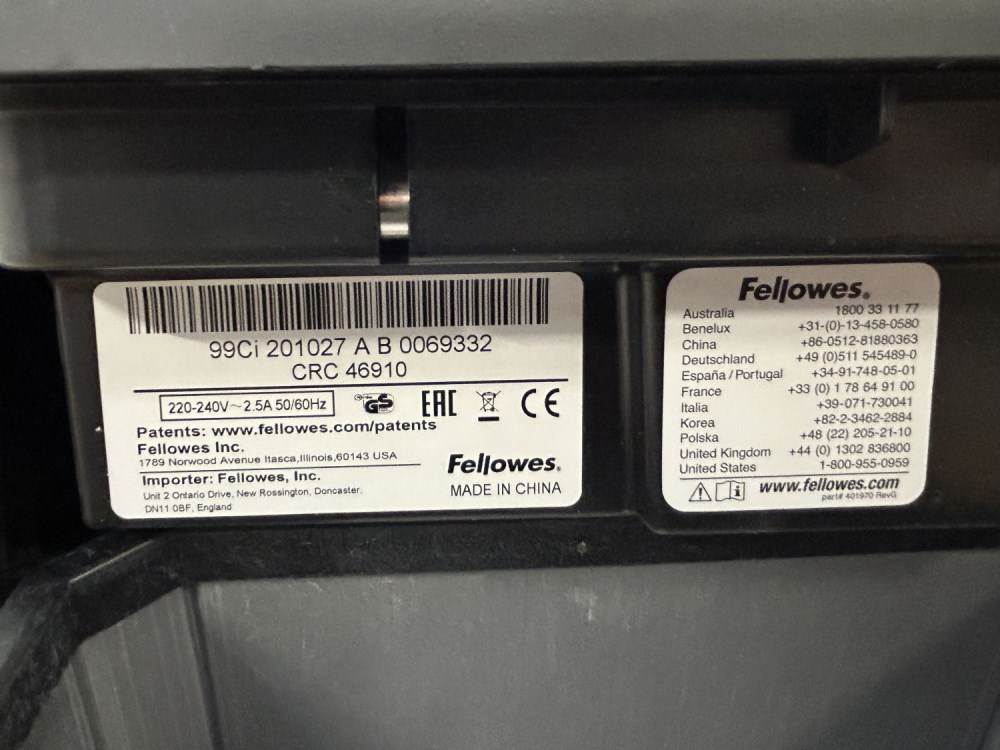 99Ci 201027 A B 0069332
CRC 46910
220-240V~2.5A 50/60Hz GS EAC CE
Patents: www.fellowes.com/patents
Fellowes Inc.
1789 Norwood Avenue Itasca,Illinois,60143 USA
Importer: Fellowes, Inc.
Unit 2 Ontario Drive, New Rossington, Doncaster.
DN11 0BF, England
Fellowes.
MADE IN CHINA
Fellowes®
Australia 1800 33 11 77
Benelux +31-(0)-13-458-0580
China +86-0512-81880363
Deutschland +49 (0)511 545489-0
España / Portugal +34-91-748-05-01
France +33 (0) 1 78 64 91 00
Italia +39-071-730041
Korea +82-2-3462-2884
Polska +48 (22) 205-21-10
United Kingdom +44 (0) 1302 836800
United States 1-800-955-0959
www.fellowes.com
part# 401970 RevG